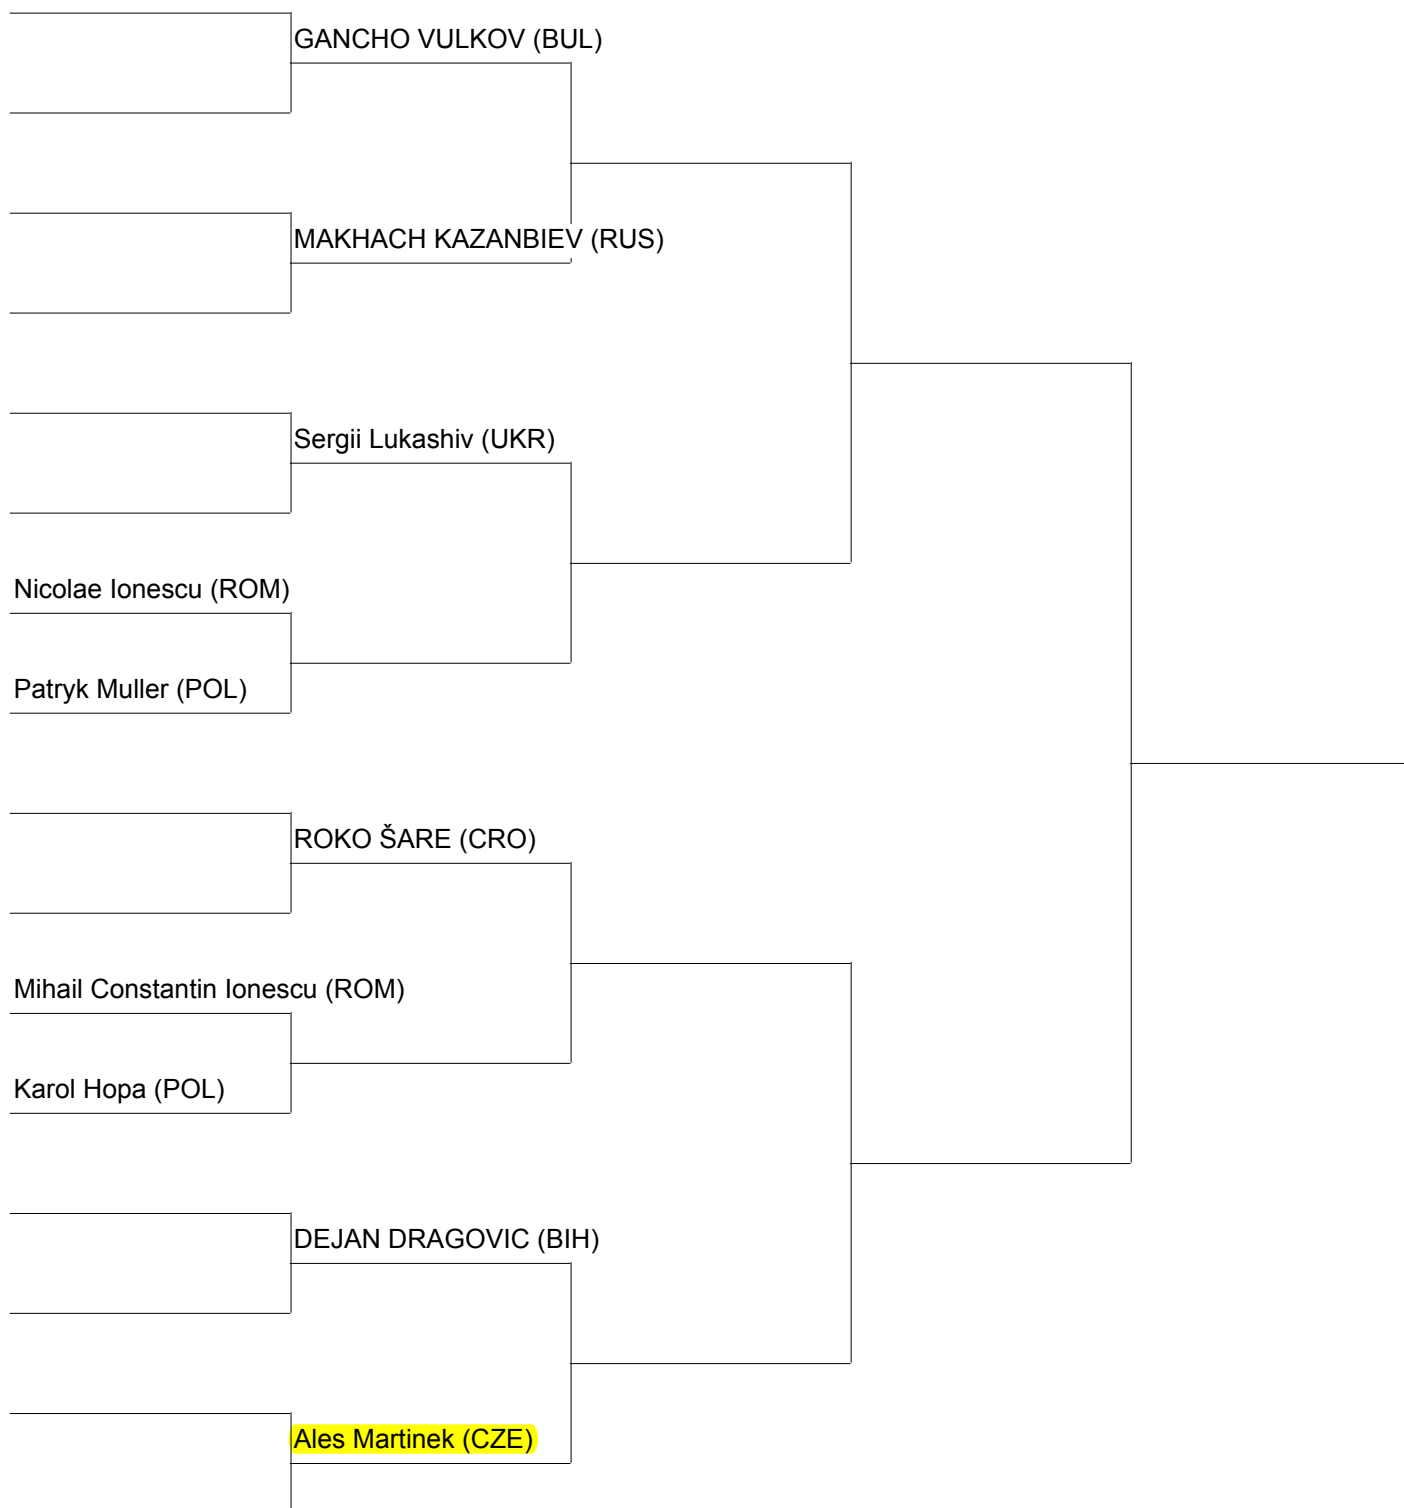 GANCHO VULKOV (BUL)
MAKHACH KAZANBIEV (RUS)
Sergii Lukashiv (UKR)
Nicolae Ionescu (ROM)
Patryk Muller (POL)
ROKO ŠARE (CRO)
Mihail Constantin Ionescu (ROM)
Karol Hopa (POL)
DEJAN DRAGOVIC (BIH)
Ales Martinek (CZE)